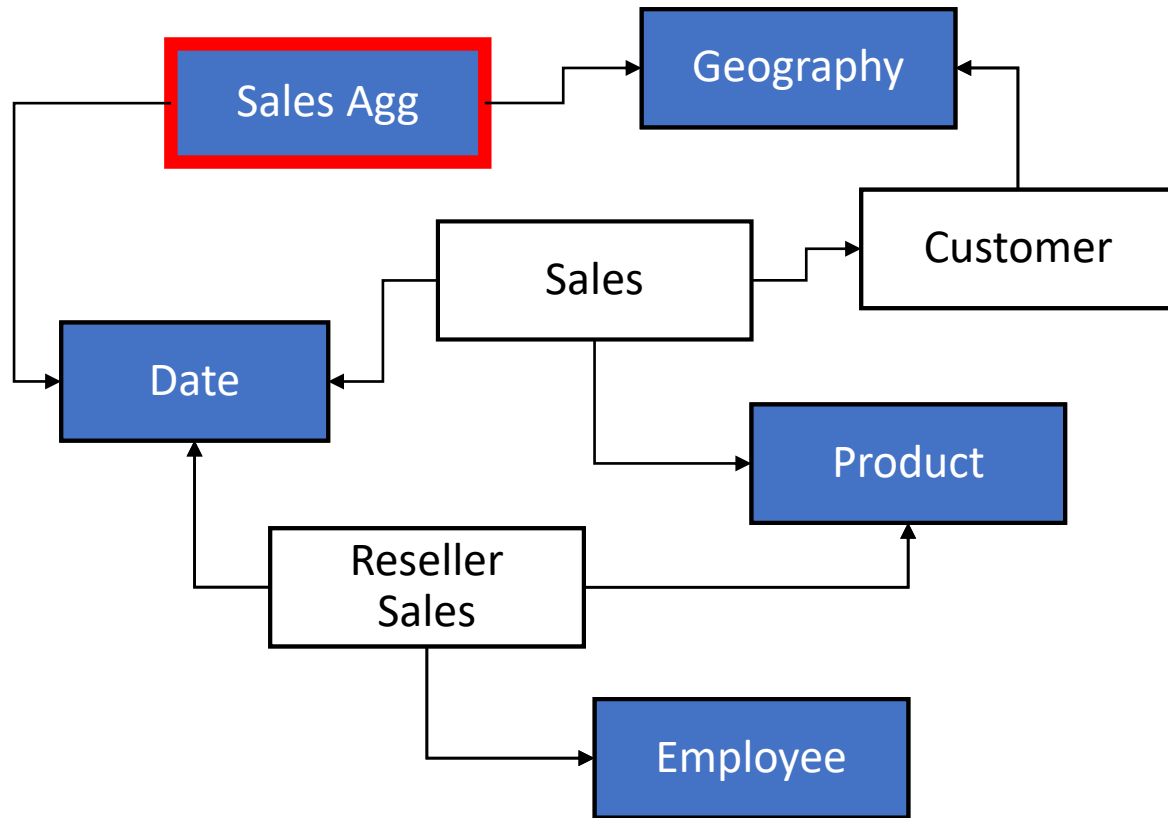 Sales Agg
Geography
Customer
Sales
Date
Product
Reseller
Sales
Employee